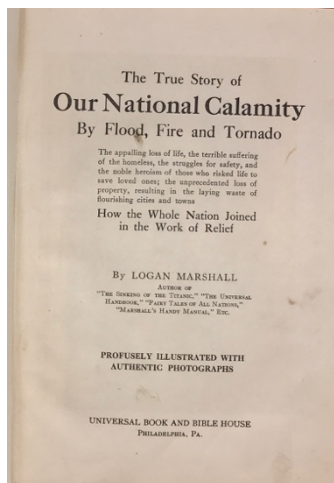 The True Story of
Our National Calamity
By Flood, Fire and Tornado
The appalling loss of life, the terrible suffering
of the homeless, the struggles for safety, and
the noble heroism of those who risked life to
save loved ones; the unprecedented loss of
property, resulting in the laying waste of
flourishing cities and towns
How the Whole Nation Joined
in the Work of Relief
By LOGAN MARSHALL
Author of
"The Sinking of the Titanic," "The Universal
Handbook," "Fairy Tales of All Nations,"
"Marshall's Handy Manual," Etc.
PROFUSELY ILLUSTRATED WITH
AUTHENTIC PHOTOGRAPHS
UNIVERSAL BOOK AND BIBLE HOUSE
Philadelphia, Pa.